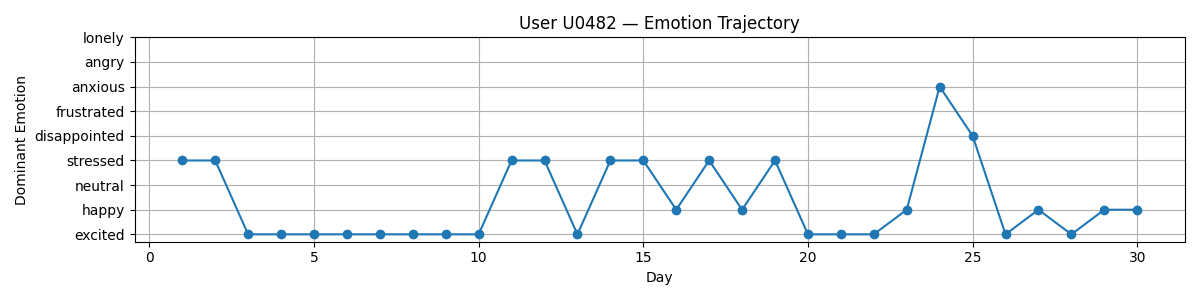 User U0482 — Emotion Trajectory
Dominant Emotion
lonely
angry
anxious
frustrated
disappointed
stressed
neutral
happy
excited
0 5 10 15 20 25 30
Day